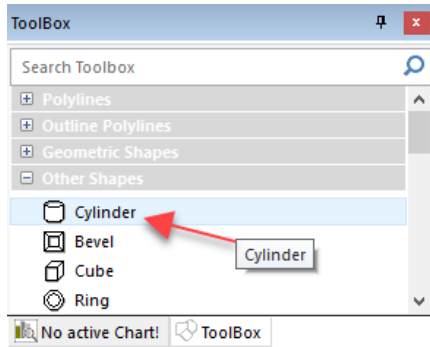 ToolBox
Search Toolbox
Polylines
Outline Polylines
Geometric Shapes
Other Shapes
Cylinder
Bevel
Cylinder
Cube
Ring
No active Chart! ToolBox